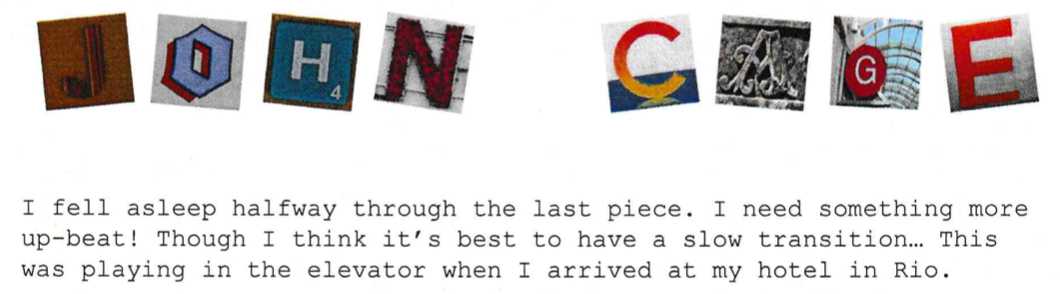 JOHN CAGE
4
I fell asleep halfway through the last piece. I need something more
up-beat! Though I think it's best to have a slow transition… This
was playing in the elevator when I arrived at my hotel in Rio.